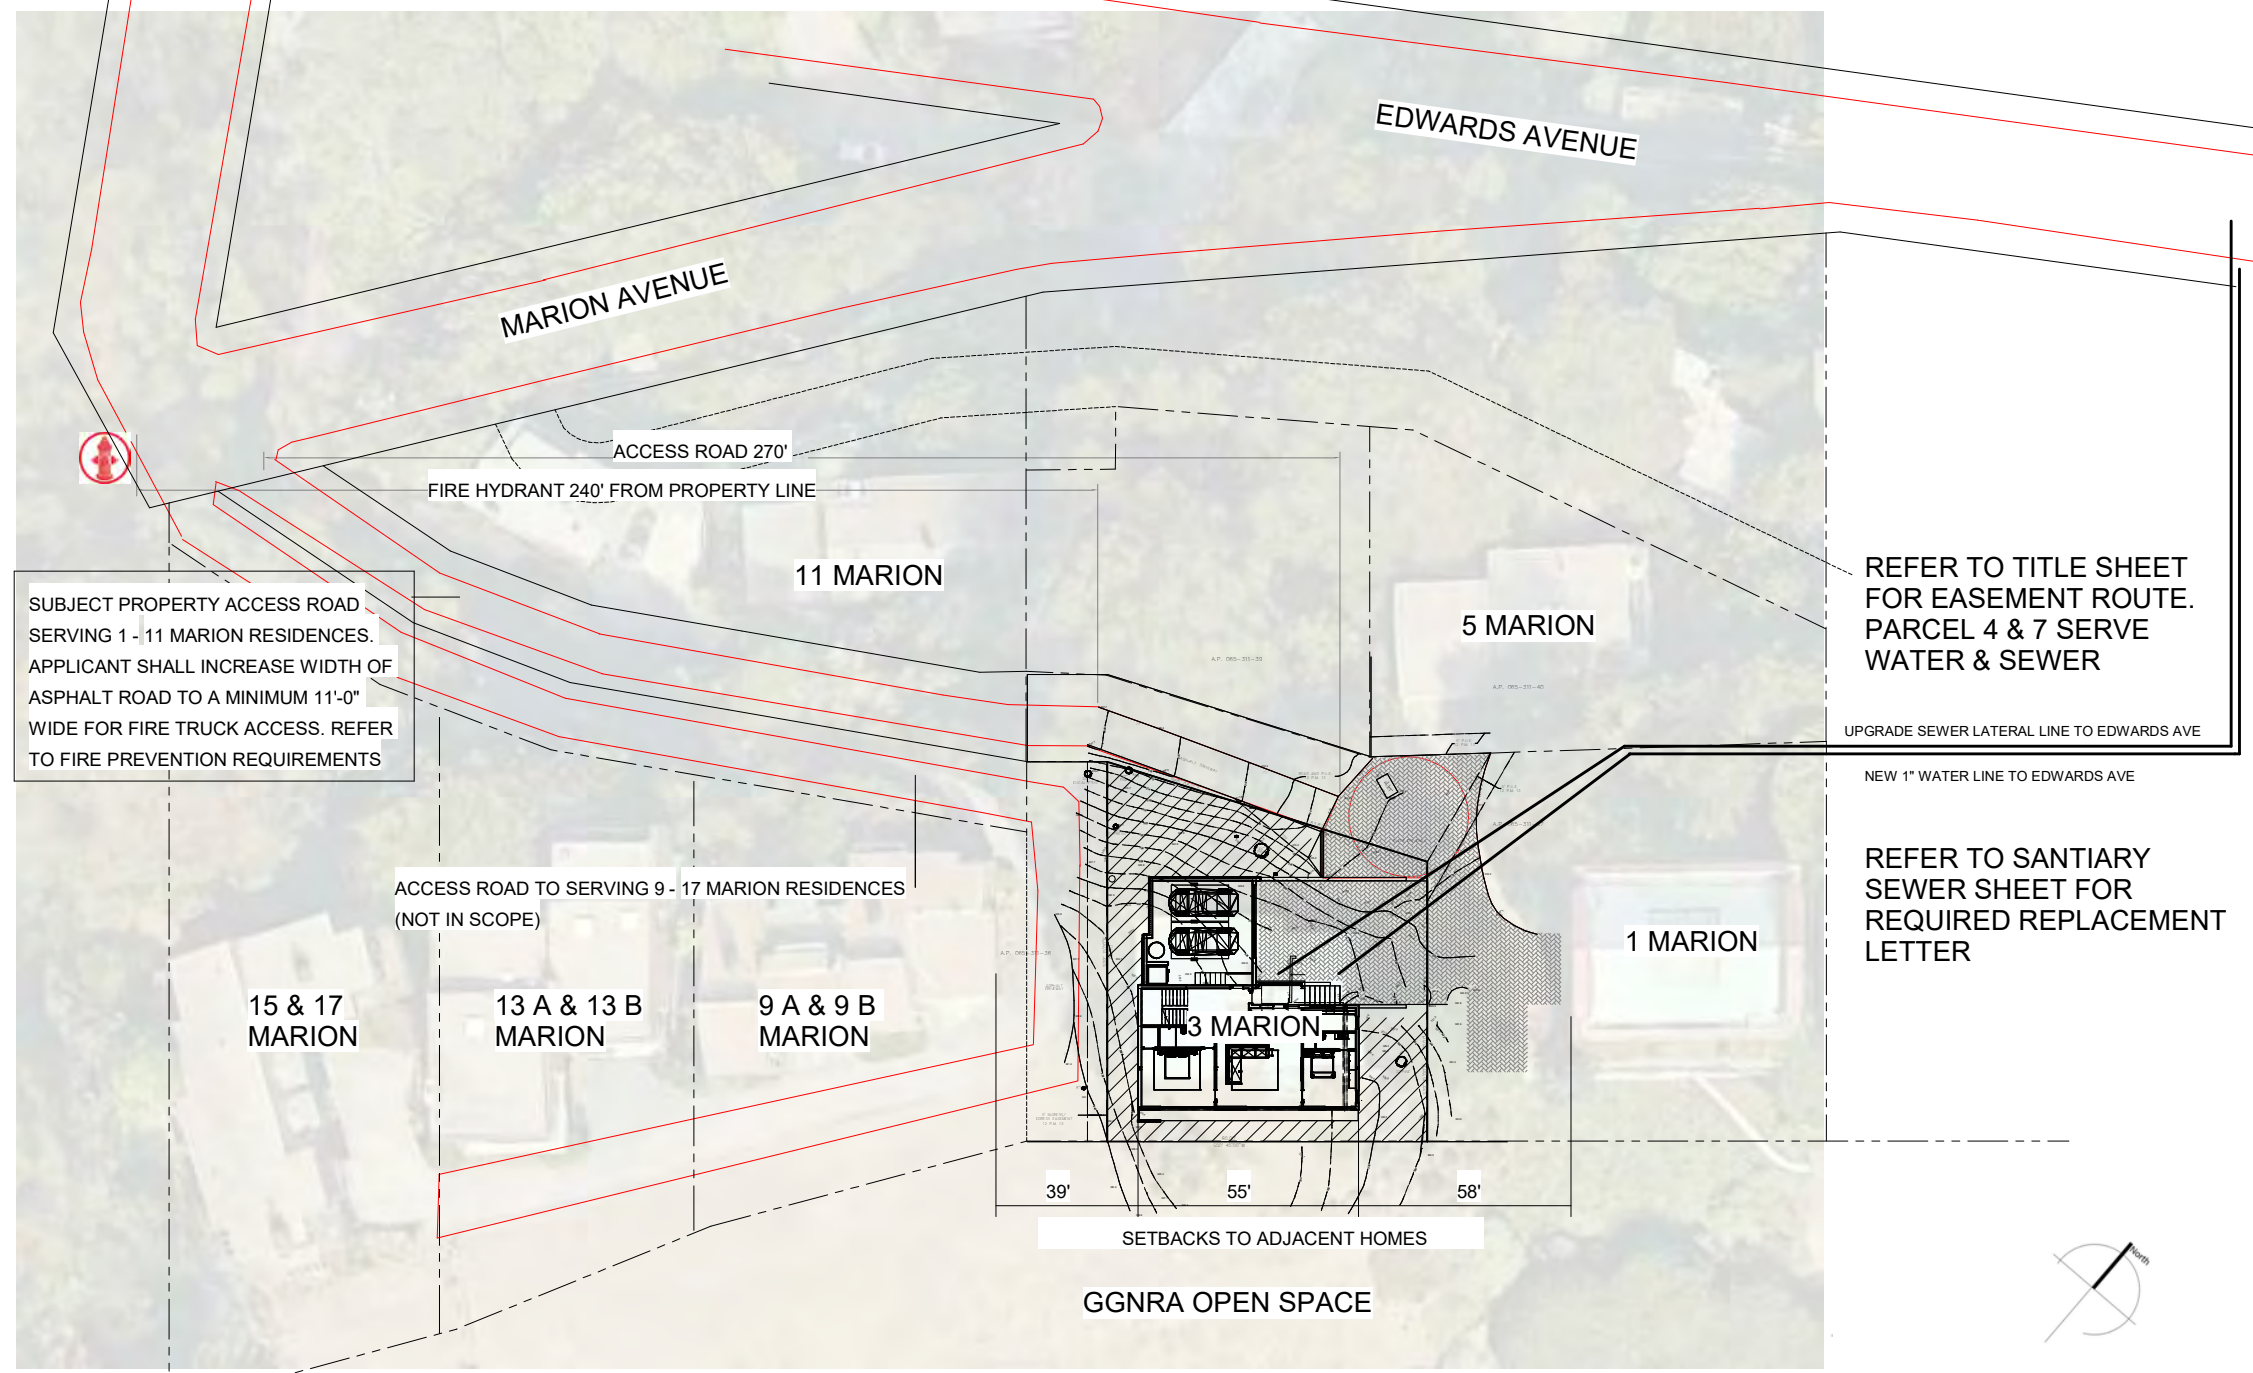 EDWARDS AVENUE
MARION AVENUE
ACCESS ROAD 270'
FIRE HYDRANT 240' FROM PROPERTY LINE
11 MARION
5 MARION
REFER TO TITLE SHEET
FOR EASEMENT ROUTE.
PARCEL 4 & 7 SERVE
WATER & SEWER
SUBJECT PROPERTY ACCESS ROAD
SERVING 1 - 11 MARION RESIDENCES.
APPLICANT SHALL INCREASE WIDTH OF
ASPHALT ROAD TO A MINIMUM 11'-0"
WIDE FOR FIRE TRUCK ACCESS. REFER
TO FIRE PREVENTION REQUIREMENTS
A.P. 065-311-40
UPGRADE SEWER LATERAL LINE TO EDWARDS AVE
NEW 1" WATER LINE TO EDWARDS AVE
REFER TO SANTIARY
SEWER SHEET FOR
REQUIRED REPLACEMENT
LETTER
ACCESS ROAD TO SERVING 9 - 17 MARION RESIDENCES
(NOT IN SCOPE)
1 MARION
15 & 17
MARION
13 A & 13 B
MARION
9 A & 9 B
MARION
3 MARION
39'
55'
58'
SETBACKS TO ADJACENT HOMES
GGNRA OPEN SPACE
North